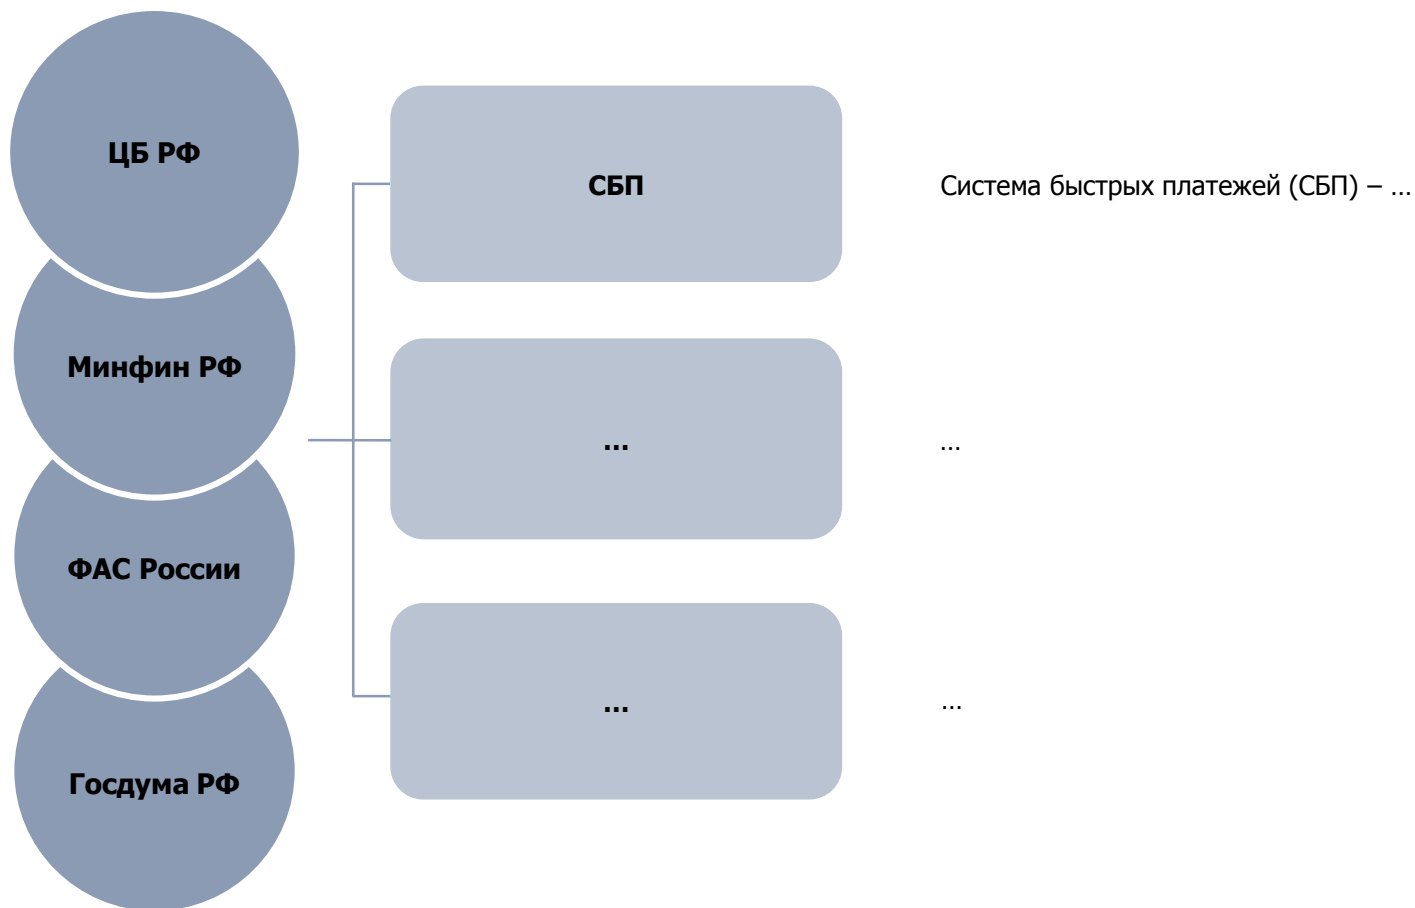 ЦБ РФ
СБП
Система быстрых платежей (СБП) – ...
Минфин РФ
...
...
ФАС России
...
...
Госдума РФ